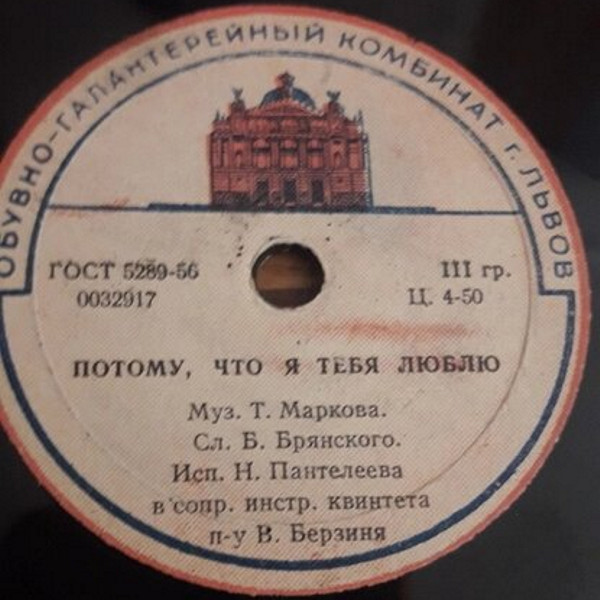 ОБУВНО-ГАЛАНТЕРЕЙНЫЙ КОМБИНАТ г. ЛЬВОВ
ГОСТ 5289-56 III гр.
0032917 Ц. 4-50
ПОТОМУ, ЧТО Я ТЕБЯ ЛЮБЛЮ
Муз. Т. Маркова.
Сл. Б. Брянского.
Исп. Н. Пантелеева
в сопр. инстр. квинтета
п-у В. Берзиня